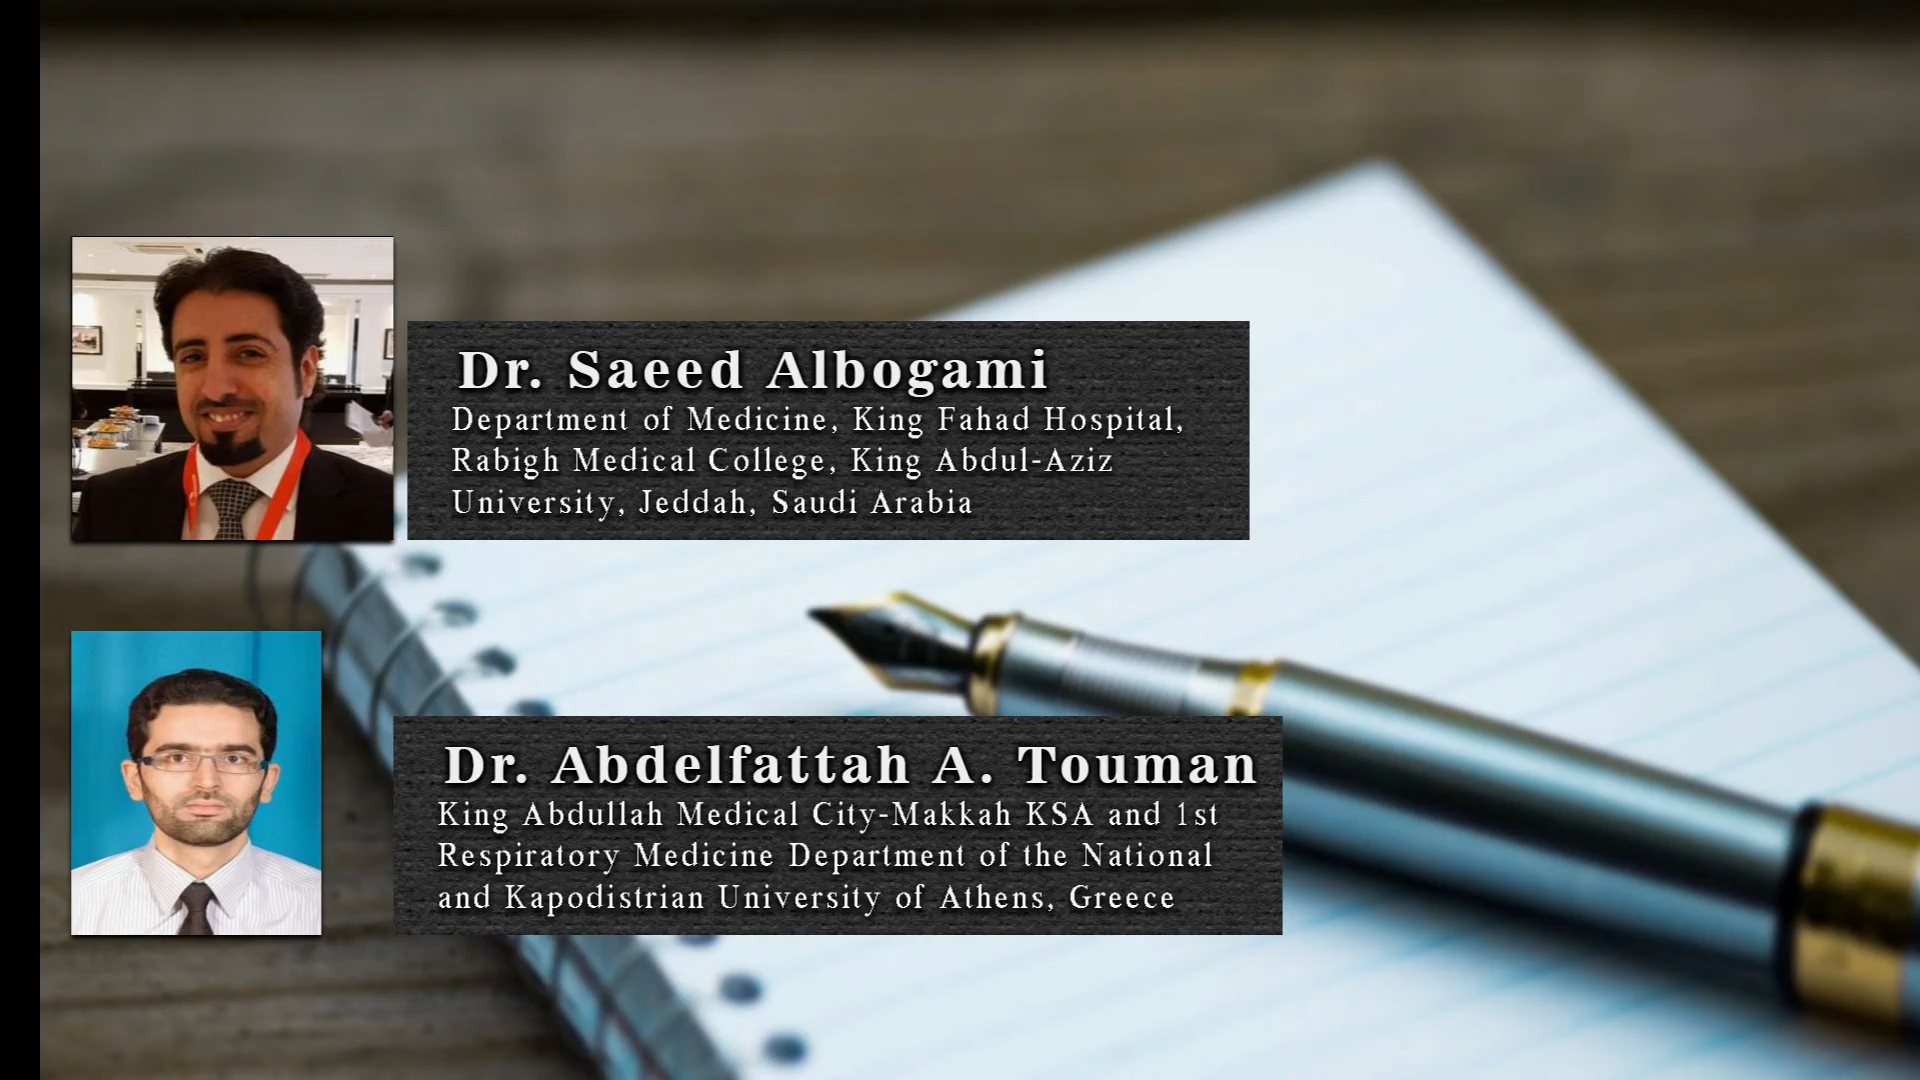 Dr. Saeed Albogami
Department of Medicine, King Fahad Hospital,
Rabigh Medical College, King Abdul-Aziz
University, Jeddah, Saudi Arabia
Dr. Abdelfattah A. Touman
King Abdullah Medical City-Makkah KSA and 1st
Respiratory Medicine Department of the National
and Kapodistrian University of Athens, Greece